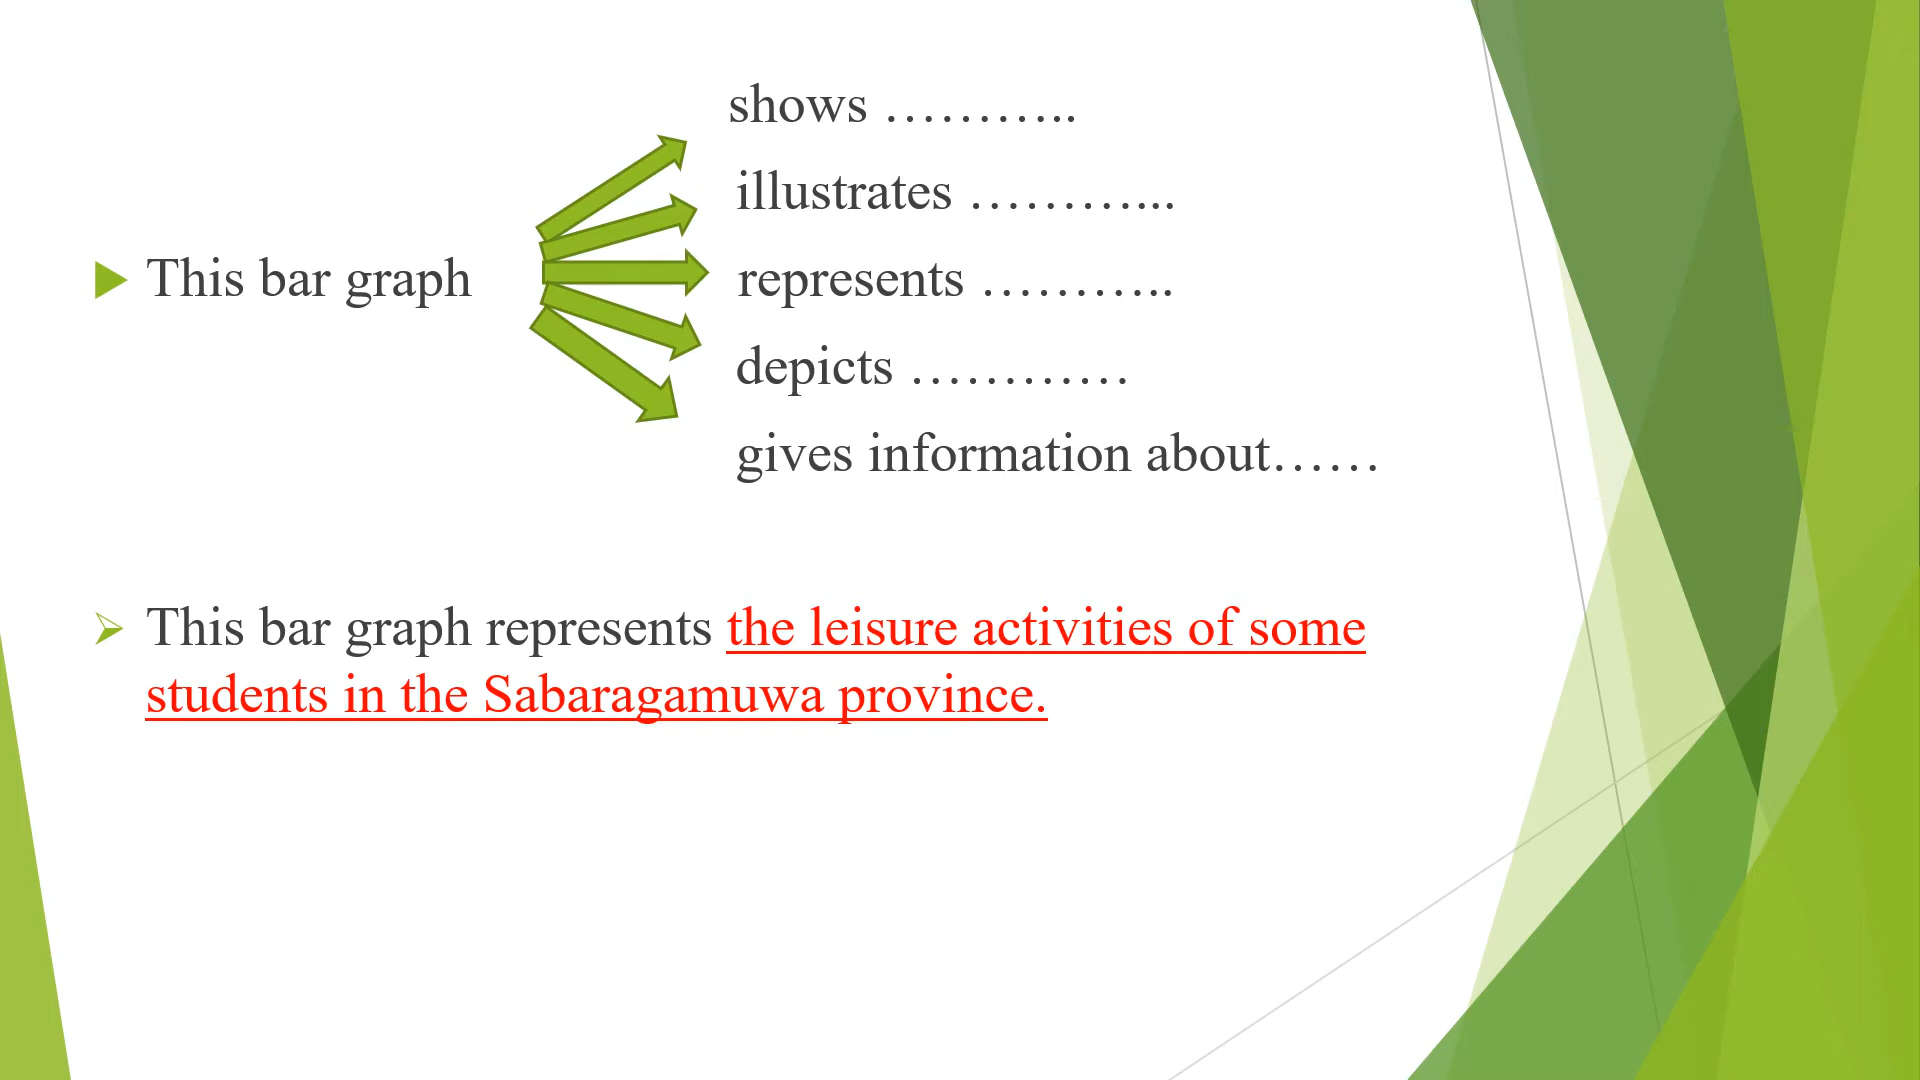 shows ………..
illustrates ………...
This bar graph
represents ………..
depicts …………
gives information about……
This bar graph represents the leisure activities of some
students in the Sabaragamuwa province.